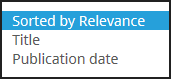 Sorted by Relevance
Title
Publication date